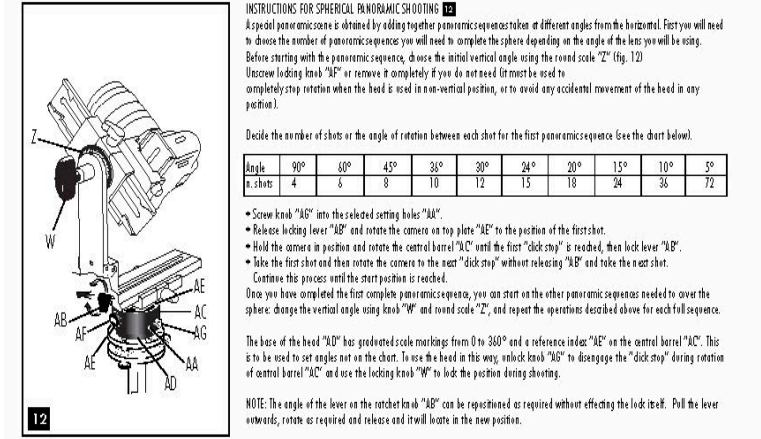 INSTRUCTIONS FOR SPHERICAL PANORAMIC SHOOTING 12
A special panoramic scene is obtained by adding together panoramic sequences taken at different angles from the horizontal. First you will need
to choose the number of panoramic sequences you will need to complete the sphere depending on the angle of the lens you will be using.
Before starting with the panoramic sequence, choose the initial vertical angle using the round scale "Z" (fig. 12)
Unscrew locking knob "AF" or remove it completely if you do not need (it must be used to
completely stop rotation when the head is used in non-vertical position, or to avoid any accidental movement of the head in any
position).
Decide the number of shots or the angle of rotation between each shot for the first panoramic sequence (see the chart below).
Angle 90° 60° 45° 36° 30° 24° 20° 15° 10° 5°
n. shots 4 6 8 10 12 15 18 24 36 72
• Screw knob "AG" into the selected setting holes "AA".
• Release locking lever "AB" and rotate the camera on top plate "AE" to the position of the first shot.
• Hold the camera in position and rotate the central barrel "AC" until the first "click stop" is reached, then lock lever "AB".
• Take the first shot and then rotate the camera to the next "click stop" without releasing "AB" and take the next shot.
Continue this process until the start position is reached.
Once you have completed the first complete panoramic sequence, you can start on the other panoramic sequences needed to cover the
sphere: change the vertical angle using knob "W" and round scale "Z", and repeat the operations described above for each full sequence.
The base of the head "AD" has graduated scale markings from 0 to 360° and a reference index "AE" on the central barrel "AC". This
is to be used to set angles not on the chart. To use the head in this way, unlock knob "AG" to disengage the "click stop" during rotation
of central barrel "AC" and use the locking knob "W" to lock the position during shooting.
NOTE: The angle of the lever on the ratchet knob "AB" can be repositioned as required without effecting the lock itself. Pull the lever
outwards, rotate as required and release and it will locate in the new position.
Z
W
AE
AC
AB
AG
AF
AE
AA
AD
12